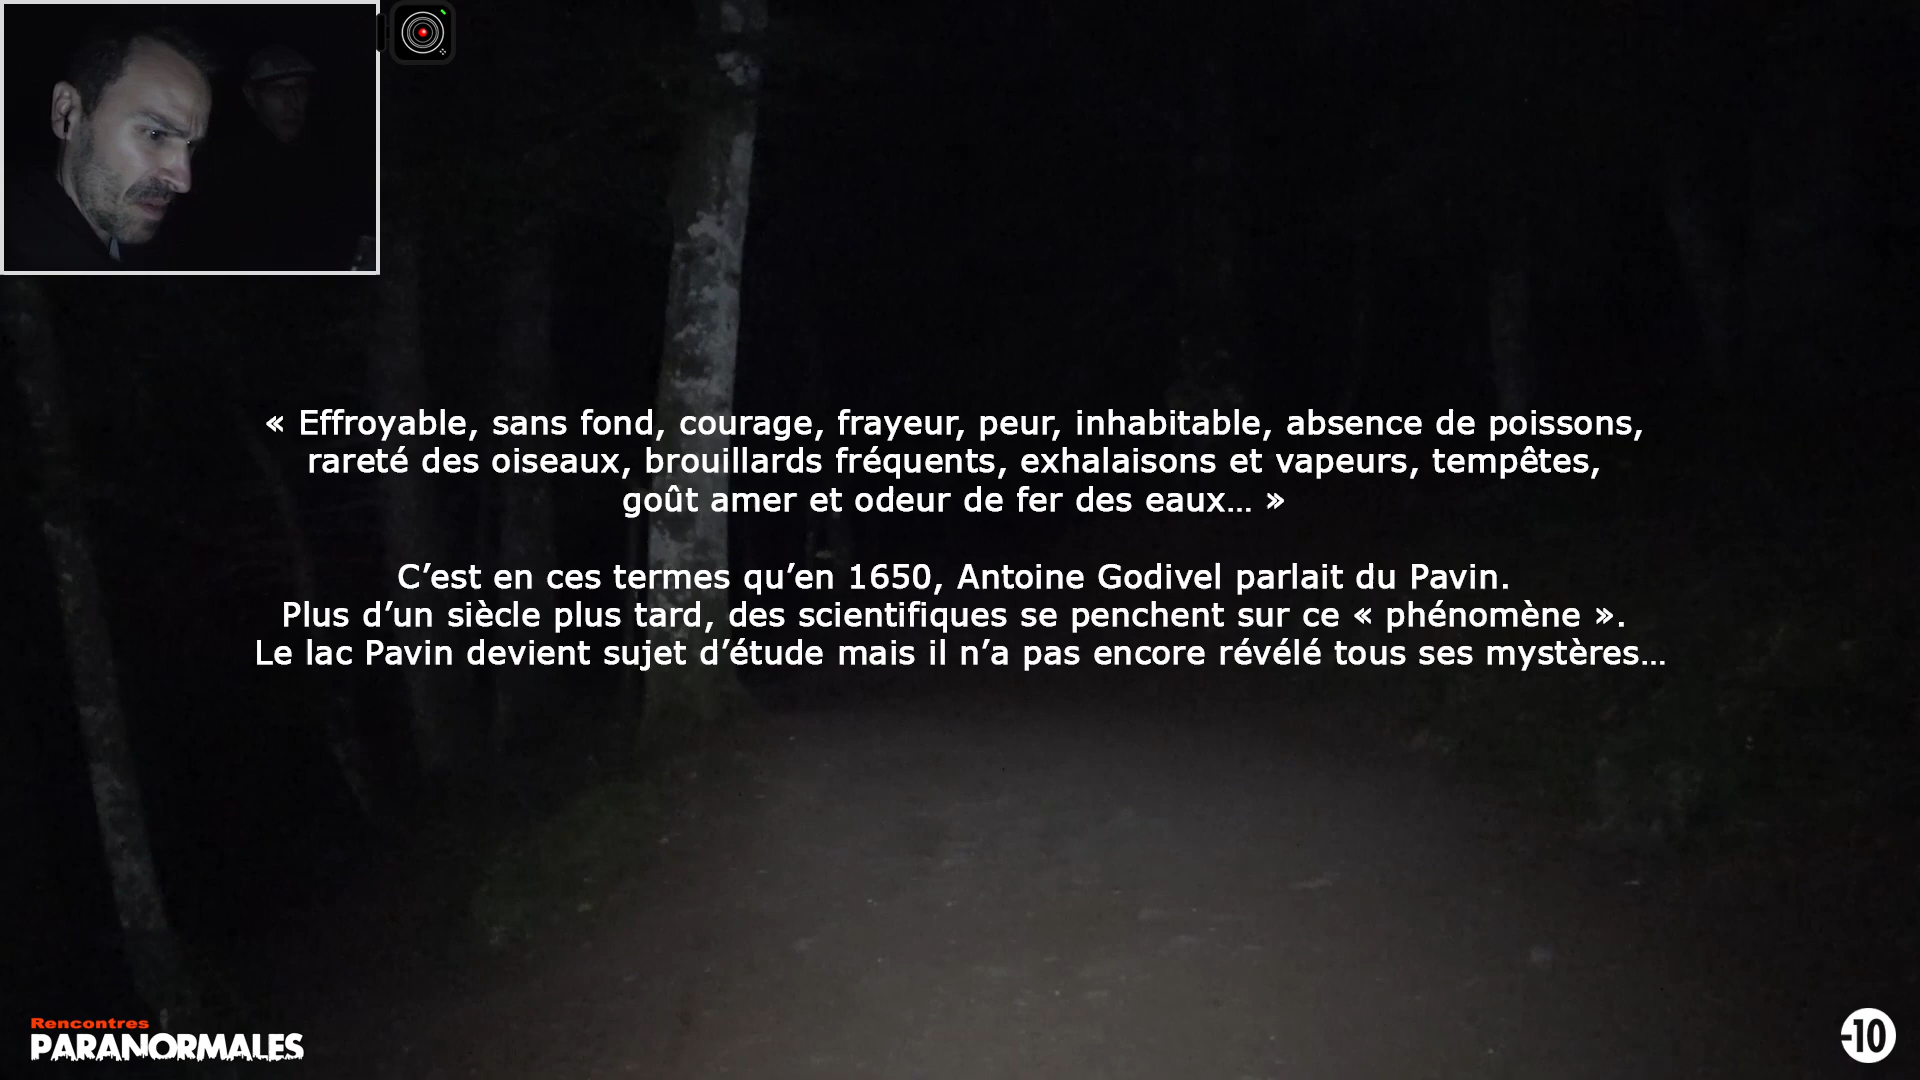 « Effroyable, sans fond, courage, frayeur, peur, inhabitable, absence de poissons,
rareté des oiseaux, brouillards fréquents, exhalaisons et vapeurs, tempêtes,
goût amer et odeur de fer des eaux... »
C’est en ces termes qu’en 1650, Antoine Godivel parlait du Pavin.
Plus d’un siècle plus tard, des scientifiques se penchent sur ce « phénomène ».
Le lac Pavin devient sujet d’étude mais il n’a pas encore révélé tous ses mystères...
Rencontres
PARANORMALES
-10